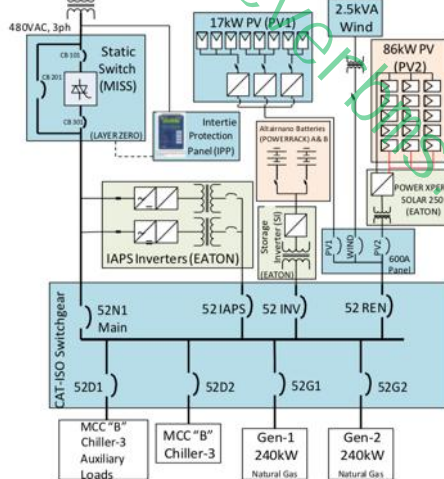 480VAC, 3ph
CB 101
CB 201
CB 301
Static
Switch
(MISS)
(LAYER ZERO)
Intertie
Protection
Panel (IPP)
17kW PV (PV1)
2.5kVA
Wind
86kW PV
(PV2)
Altairnano Batteries
(POWERRACK) A & B
POWER XPERT
SOLAR 250
(EATON)
IAPS Inverters (EATON)
Storage
Inverter (SI)
(EATON)
PV1
WIND
PV2
600A
Panel
CAT-ISO Switchgear
52N1
Main
52 IAPS
52 INV
52 REN
52D1
52D2
52G1
52G2
MCC "B"
Chiller-3
Auxiliary
Loads
MCC "B"
Chiller-3
Gen-1
240kW
Natural Gas
Gen-2
240kW
Natural Gas